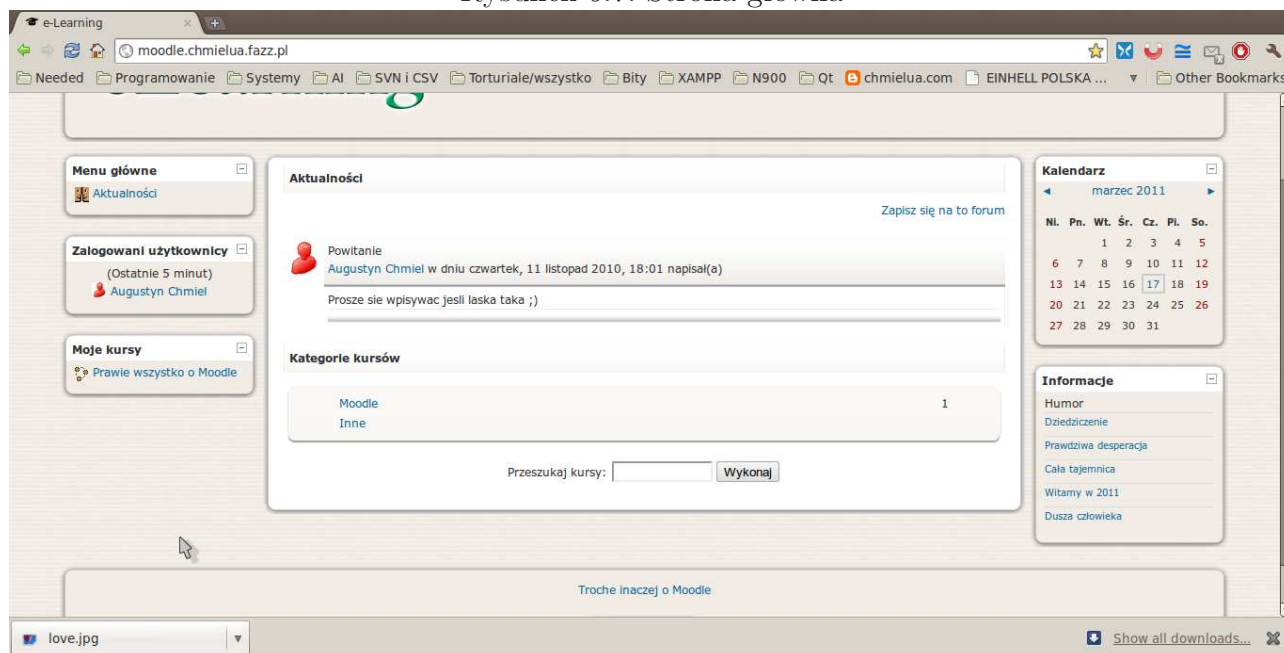 e-Learning
moodle.chmielua.fazz.pl
Needed Programowanie Systemy AI SVN i CSV Torturiale/wszystko Bity XAMPP N900 Qt chmielua.com EINHELL POLSKA ... Other Bookmarks
Menu główne
Aktualności
Zalogowani użytkownicy
(Ostatnie 5 minut)
Augustyn Chmiel
Moje kursy
Prawie wszystko o Moodle
Aktualności
Zapisz się na to forum
Powitanie
Augustyn Chmiel w dniu czwartek, 11 listopad 2010, 18:01 napisał(a)
Prosze sie wpisywac jesli laska taka ;)
Kategorie kursów
Moodle 1
Inne
Przeszukaj kursy: Wykonaj
Kalendarz
marzec 2011
Ni. Pn. Wt. Śr. Cz. Pi. So.
1 2 3 4 5
6 7 8 9 10 11 12
13 14 15 16 17 18 19
20 21 22 23 24 25 26
27 28 29 30 31
Informacje
Humor
Dziedziczenie
Prawdziwa desperacja
Cała tajemnica
Witamy w 2011
Dusza człowieka
Troche inaczej o Moodle
love.jpg
Show all downloads...